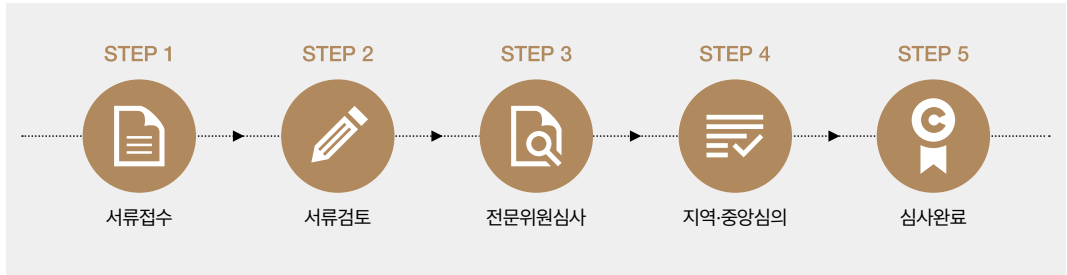 STEP 1
STEP 2
STEP 3
STEP 4
STEP 5
C
서류접수
서류검토
전문위원심사
지역·중앙심의
심사완료